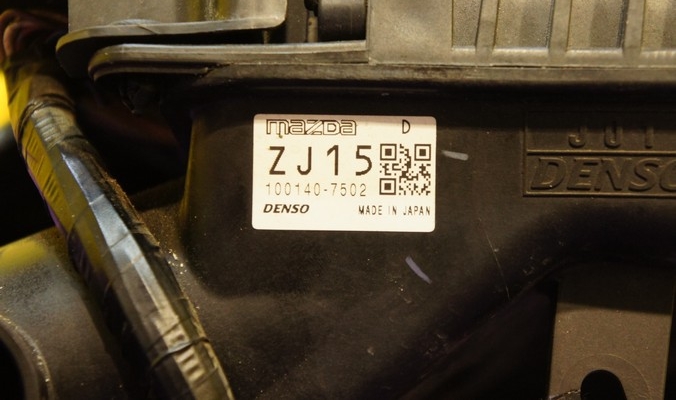 mazda D
ZJ15
100140-7502
DENSO MADE IN JAPAN
DENSO